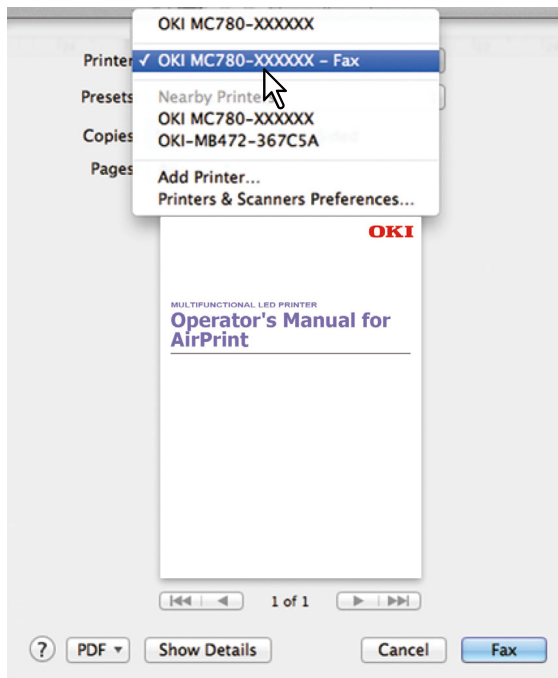 OKI MC780-XXXXXX
Printer ✓ OKI MC780-XXXXXX – Fax
Presets Nearby Printers
OKI MC780-XXXXXX
Copies OKI-MB472-367C5A
Pages Add Printer...
Printers & Scanners Preferences...
OKI
MULTIFUNCTIONAL LED PRINTER
Operator's Manual for
AirPrint
1 of 1
? PDF Show Details Cancel Fax